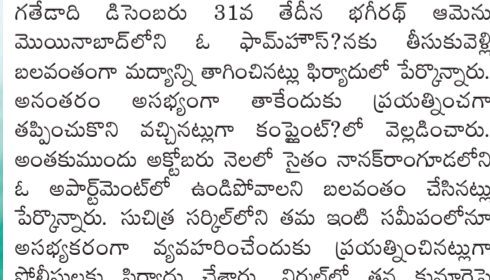 గతేడాది డిసెంబరు 31వ తేదీన భగీరథ్ ఆమెను
మొయినాబాద్‌లోని ఓ ఫామ్‌హౌస్?నకు తీసుకువెళ్లి
బలవంతంగా మద్యాన్ని తాగించినట్లు ఫిర్యాదులో పేర్కొన్నారు.
అనంతరం అసభ్యంగా తాకేందుకు ప్రయత్నించగా
తప్పించుకొని వచ్చినట్లుగా కంప్లైంట్?లో వెల్లడించారు.
అంతకుముందు అక్టోబరు నెలలో సైతం నానక్‌రాంగూడలోని
ఓ అపార్ట్‌మెంట్‌లో ఉండిపోవాలని బలవంతం చేసినట్లు
పేర్కొన్నారు. సుచిత్ర సర్కిల్‌లోని తమ ఇంటి సమీపంలోనూ
అసభ్యకరంగా వ్యవహరించేందుకు ప్రయత్నించినట్లుగా
పోలీసులకు ఫిర్యాదు చేశారు.